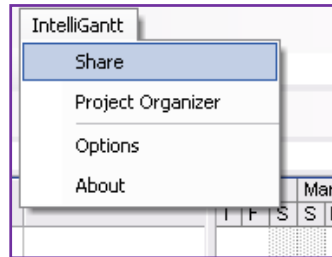 IntelliGantt
Share
Project Organizer
Options
About
Mar
T F S S